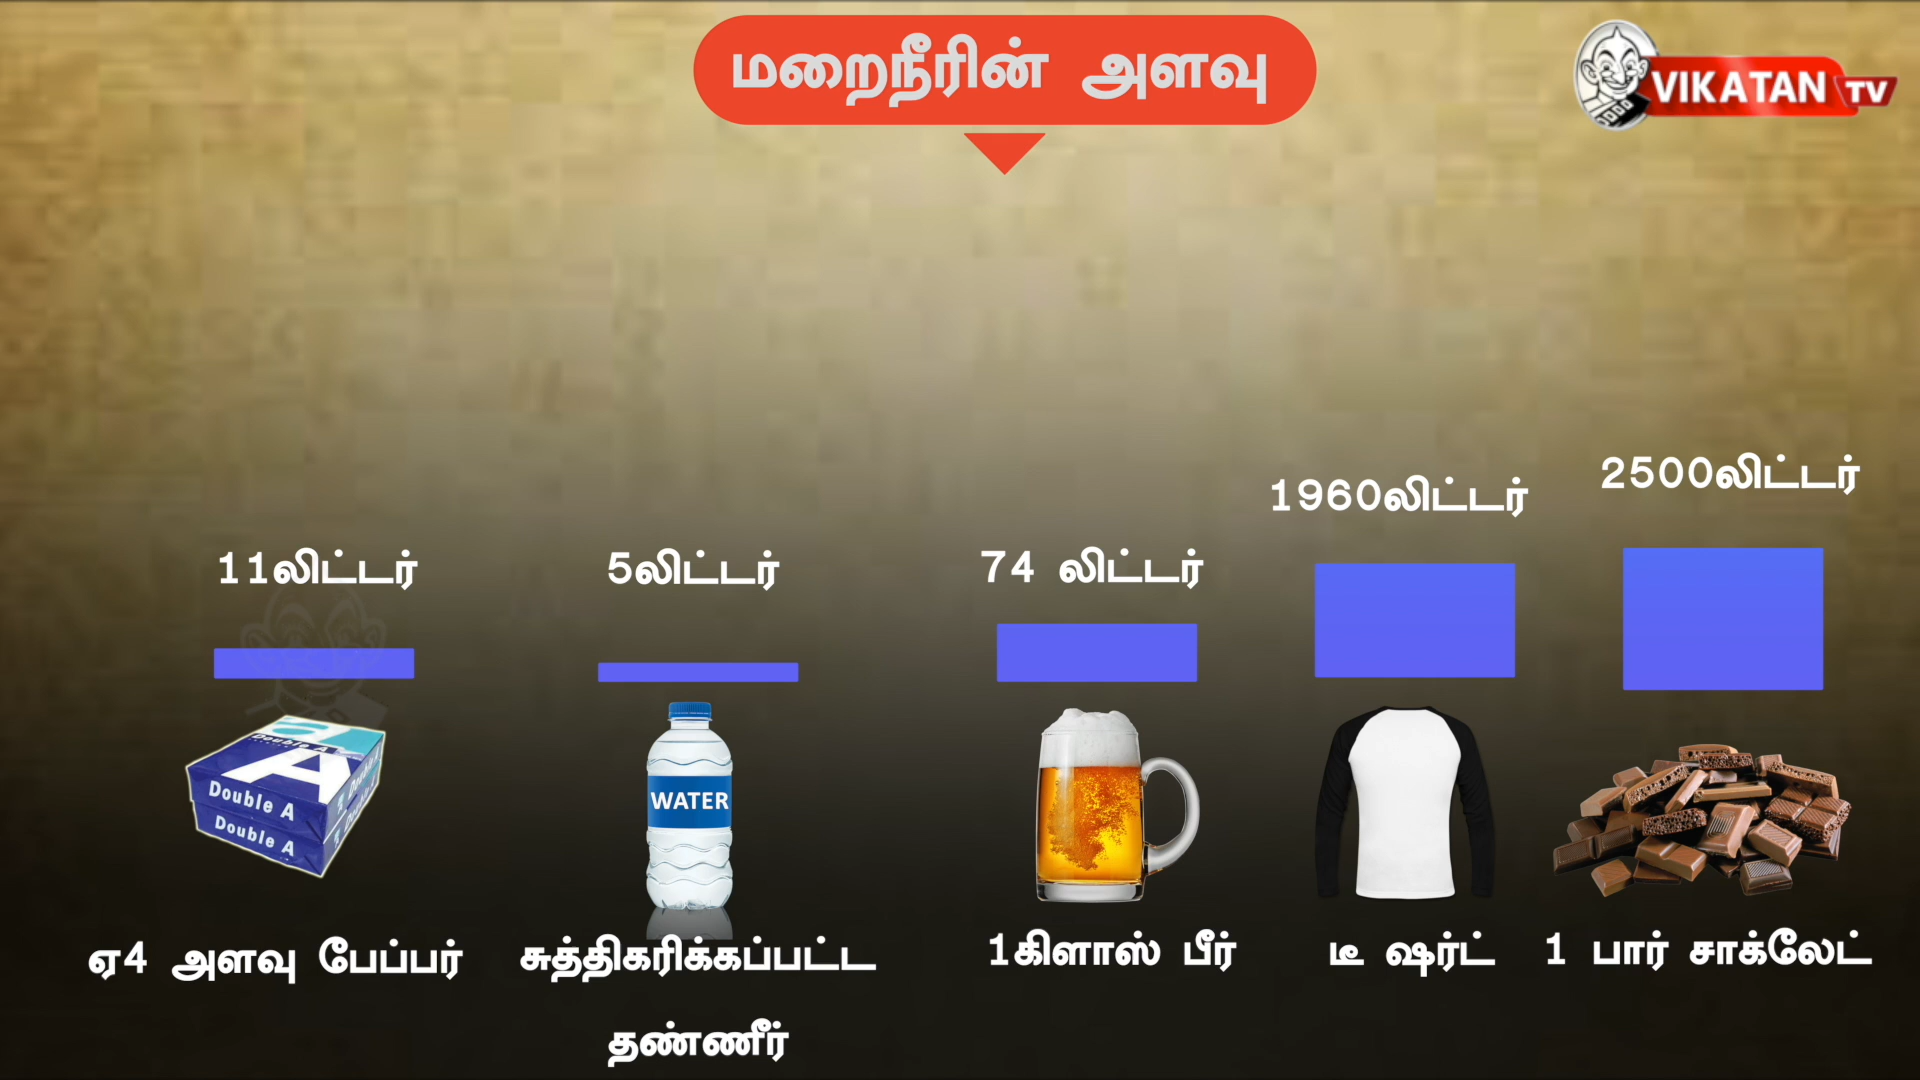 மறைநீரின் அளவு
VIKATAN TV
11லிட்டர்
5லிட்டர்
74 லிட்டர்
1960லிட்டர்
2500லிட்டர்
Double A
Double A
Double A
WATER
ஏ4 அளவு பேப்பர்
சுத்திகரிக்கப்பட்ட
தண்ணீர்
1கிளாஸ் பீர்
டீ ஷர்ட்
1 பார் சாக்லேட்